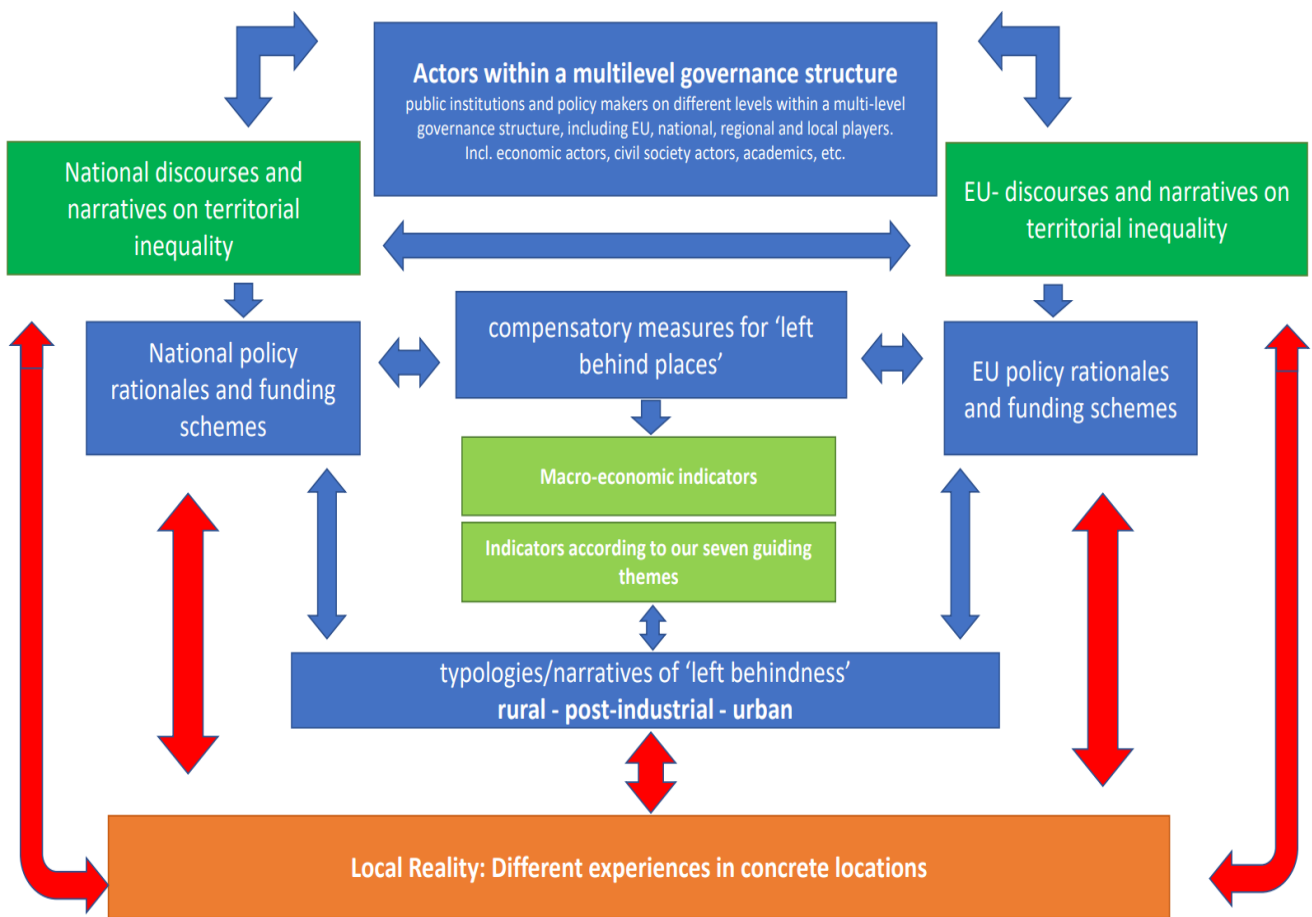 Actors within a multilevel governance structure
public institutions and policy makers on different levels within a multi-level
governance structure, including EU, national, regional and local players.
Incl. economic actors, civil society actors, academics, etc.
National discourses and
narratives on territorial
inequality
EU- discourses and narratives on
territorial inequality
National policy
rationales and funding
schemes
compensatory measures for ‘left
behind places’
EU policy rationales
and funding schemes
Macro-economic indicators
Indicators according to our seven guiding
themes
typologies/narratives of ‘left behindness’
rural - post-industrial - urban
Local Reality: Different experiences in concrete locations